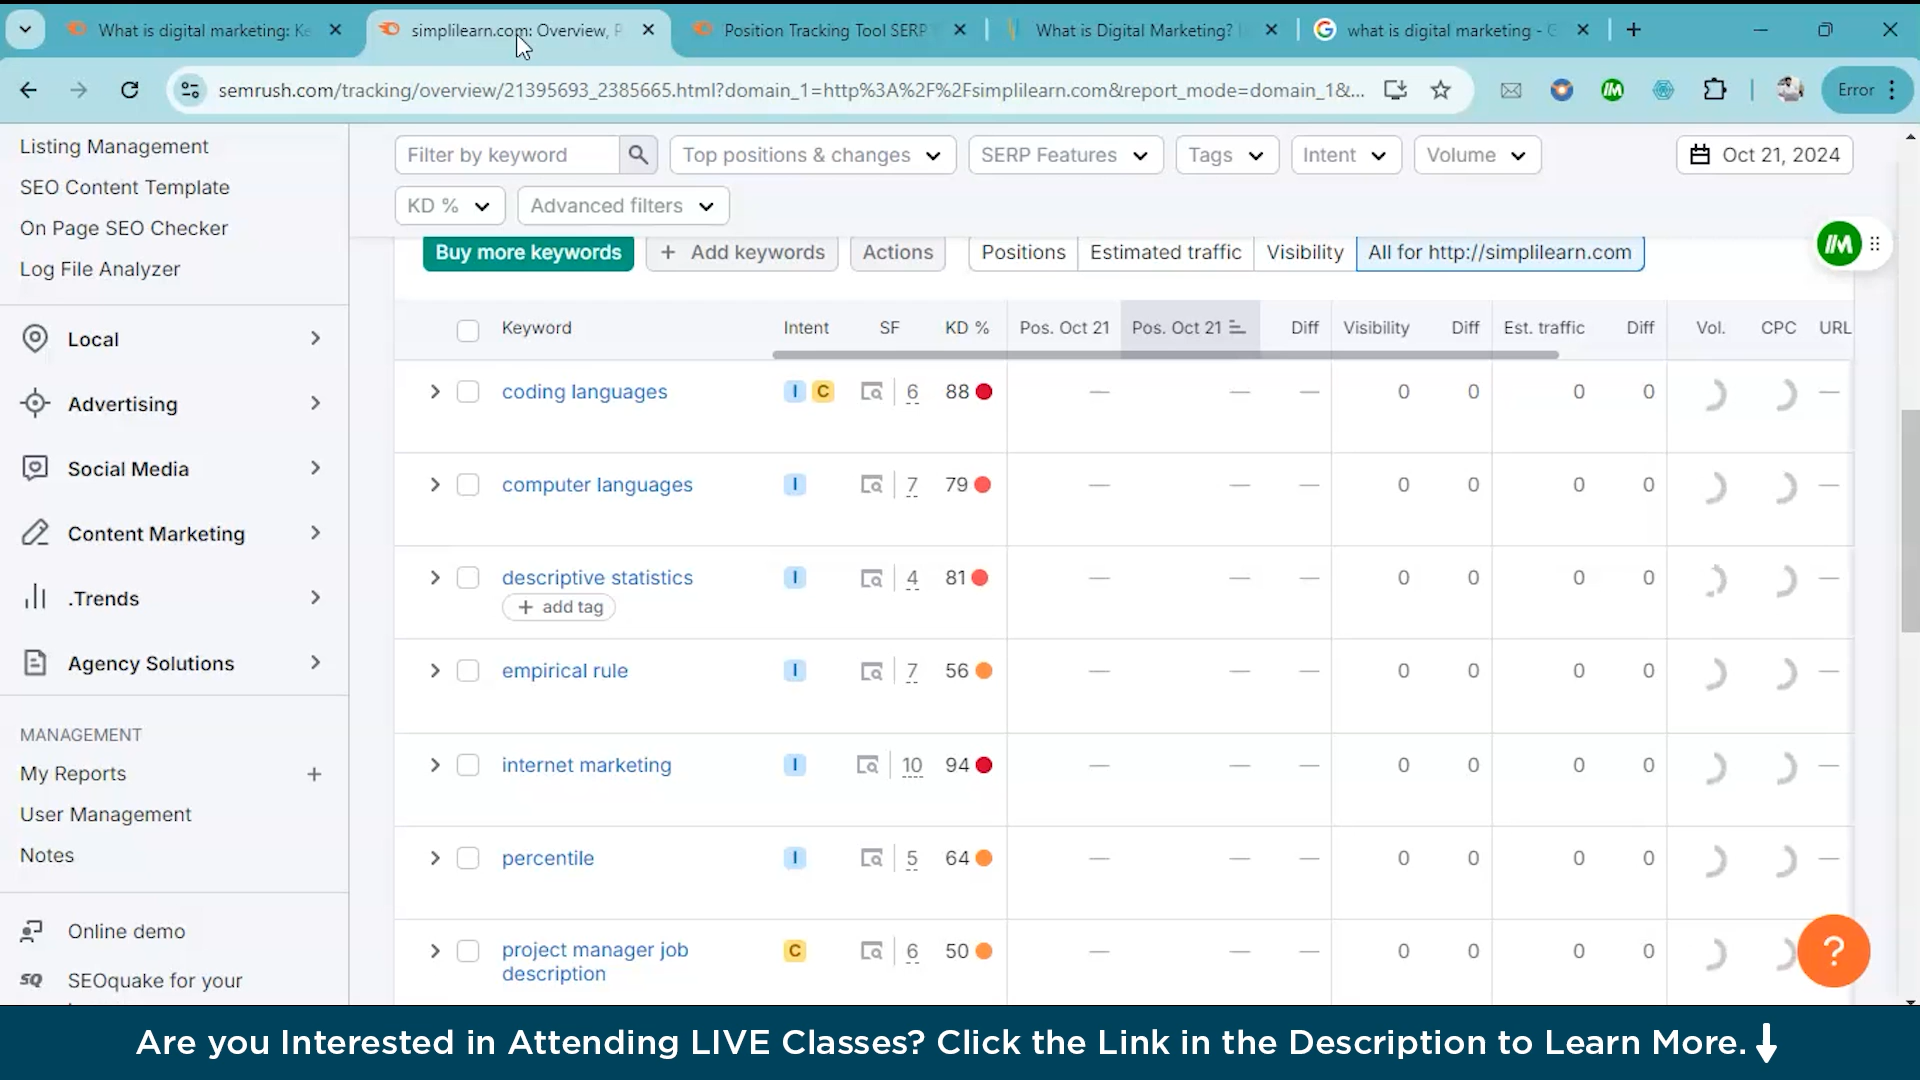 What is digital marketing: Ke
simplilearn.com: Overview, P
Position Tracking Tool SERP
What is Digital Marketing?
what is digital marketing - G
semrush.com/tracking/overview/21395693_2385665.html?domain_1=http%3A%2F%2Fsimplilearn.com&report_mode=domain_1&...
Error
Listing Management
SEO Content Template
On Page SEO Checker
Log File Analyzer
Local
Advertising
Social Media
Content Marketing
.Trends
Agency Solutions
MANAGEMENT
My Reports +
User Management
Notes
Online demo
SQ SEOquake for your
Filter by keyword Top positions & changes SERP Features Tags Intent Volume Oct 21, 2024
KD % Advanced filters
Buy more keywords + Add keywords Actions Positions Estimated traffic Visibility All for http://simplilearn.com
Keyword Intent SF KD % Pos. Oct 21 Pos. Oct 21 Diff Visibility Diff Est. traffic Diff Vol. CPC URL
coding languages I C 6 88 — — — 0 0 0 0 —
computer languages I 7 79 — — — 0 0 0 0 —
descriptive statistics I 4 81 — — — 0 0 0 0 —
+ add tag
empirical rule I 7 56 — — — 0 0 0 0 —
internet marketing I 10 94 — — — 0 0 0 0 —
percentile I 5 64 — — — 0 0 0 0 —
project manager job C 6 50 — — — 0 0 0 0
description
?
Are you Interested in Attending LIVE Classes? Click the Link in the Description to Learn More.